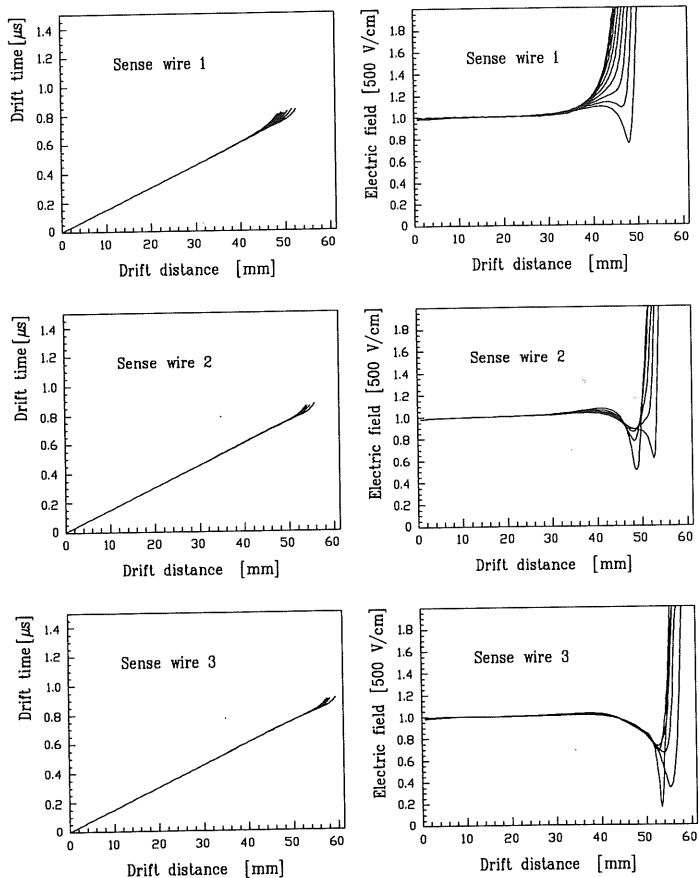 Drift time [μs]
1.4
1.2
1.0
0.8
0.6
0.4
0.2
0
Sense wire 1
0 10 20 30 40 50 60
Drift distance [mm]
Electric field [500 V/cm]
1.8
1.6
1.4
1.2
1.0
0.8
0.6
0.4
0.2
0
Sense wire 1
0 10 20 30 40 50 60
Drift distance [mm]
Drift time [μs]
1.4
1.2
1.0
0.8
0.6
0.4
0.2
0
Sense wire 2
0 10 20 30 40 50 60
Drift distance [mm]
Electric field [500 V/cm]
1.8
1.6
1.4
1.2
1.0
0.8
0.6
0.4
0.2
0
Sense wire 2
0 10 20 30 40 50 60
Drift distance [mm]
Drift time [μs]
1.4
1.2
1.0
0.8
0.6
0.4
0.2
0
Sense wire 3
0 10 20 30 40 50 60
Drift distance [mm]
Electric field [500 V/cm]
1.8
1.6
1.4
1.2
1.0
0.8
0.6
0.4
0.2
0
Sense wire 3
0 10 20 30 40 50 60
Drift distance [mm]